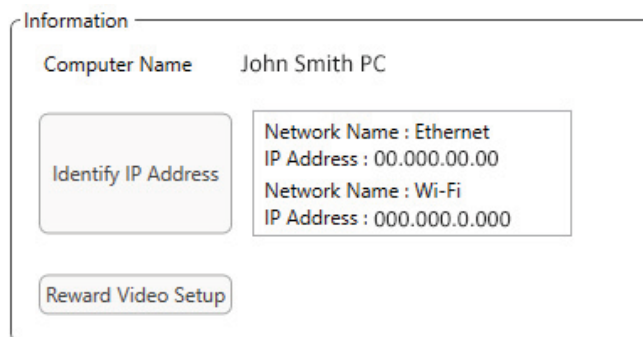 Information
Computer Name John Smith PC
Identify IP Address
Network Name : Ethernet
IP Address : 00.000.00.00
Network Name : Wi-Fi
IP Address : 000.000.0.000
Reward Video Setup